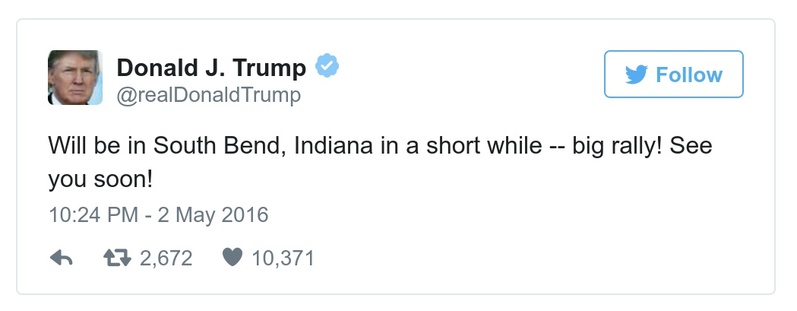 Donald J. Trump
@realDonaldTrump
Follow
Will be in South Bend, Indiana in a short while -- big rally! See
you soon!
10:24 PM - 2 May 2016
2,672 10,371